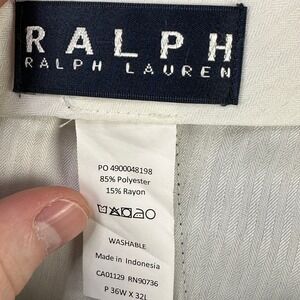 RALPH
RALPH LAUREN
PO 4900048198
85% Polyester
15% Rayon
WASHABLE
Made in Indonesia
CA01129 RN90736
P 36W X 32L